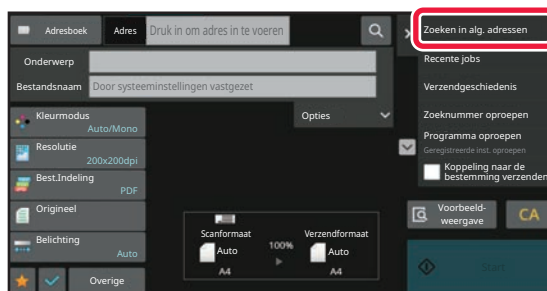 Adresboek
Adres
Druk in om adres in te voeren
Zoeken in alg. adressen
Onderwerp
Recente jobs
Bestandsnaam
Door systeeminstellingen vastgezet
Verzendgeschiedenis
Kleurmodus
Auto/Mono
Opties
Zoeknummer oproepen
Resolutie
200x200dpi
Programma oproepen
Geregistreerde inst. oproepen
Best.Indeling
PDF
Koppeling naar de
bestemming verzenden
Origineel
Voorbeeld-
weergave
CA
Belichting
Auto
Scanformaat
Auto
A4
100%
Verzendformaat
Auto
A4
Overige
Start